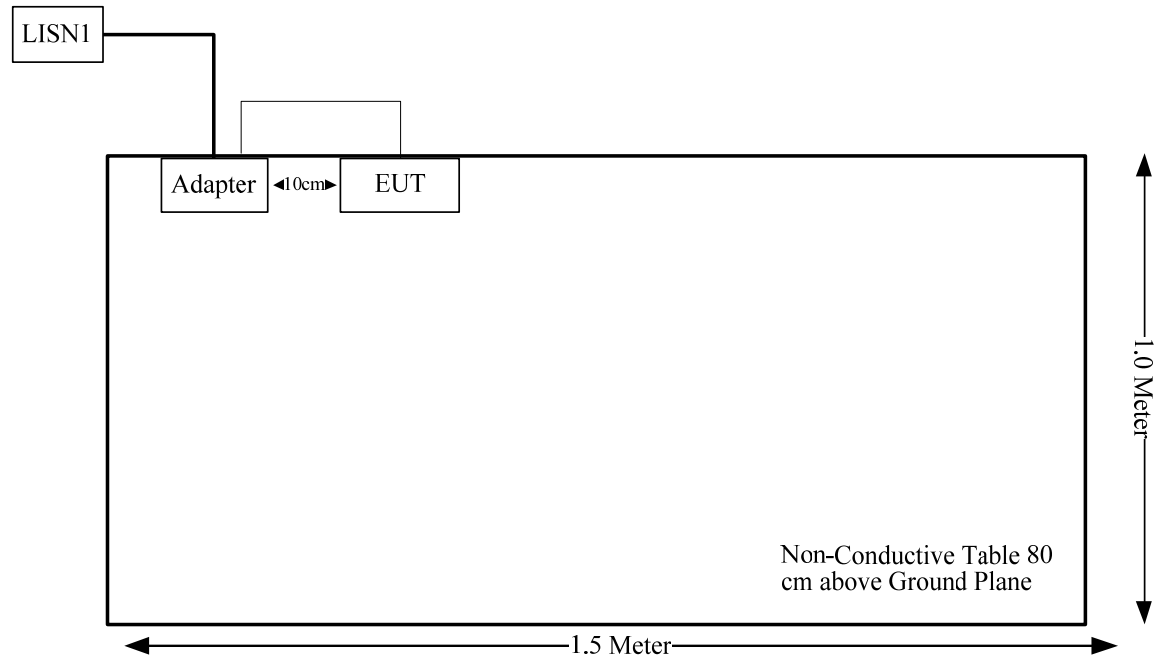 LISN1
Adapter
10cm
EUT
1.0 Meter
Non-Conductive Table 80
cm above Ground Plane
1.5 Meter